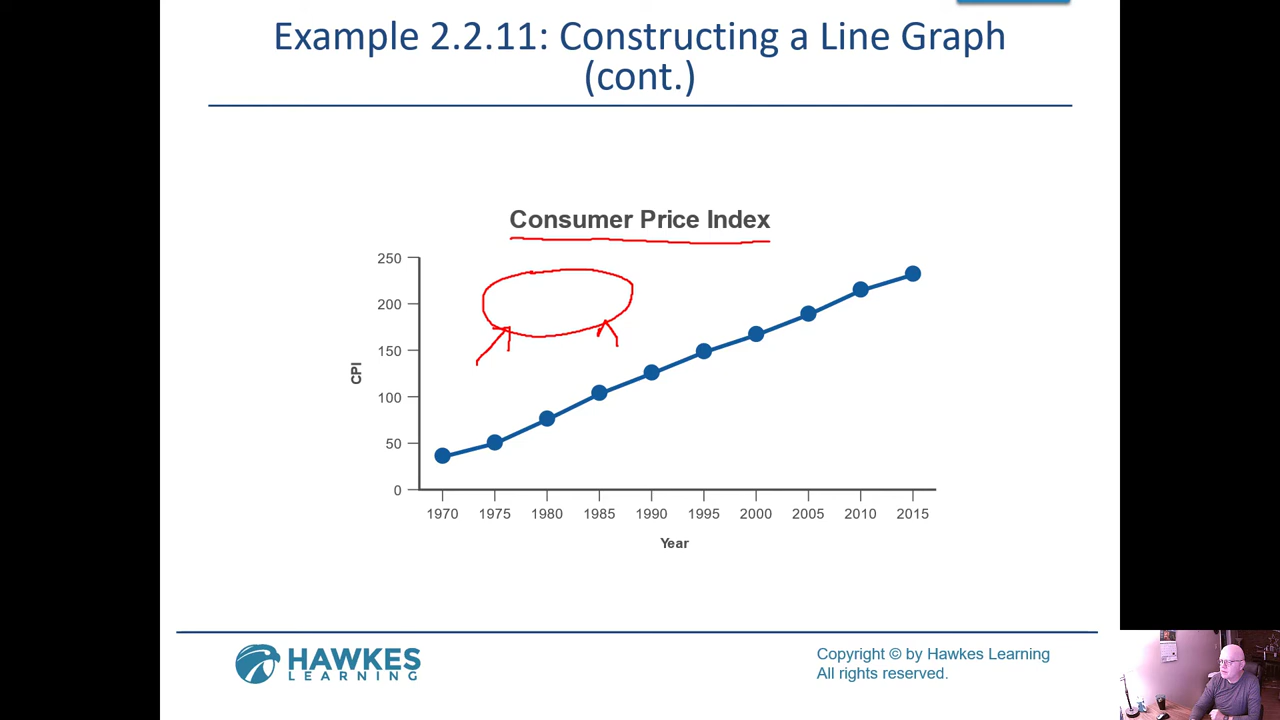 Example 2.2.11: Constructing a Line Graph
(cont.)
Consumer Price Index
250
200
150
100
50
0
CPI
1970 1975 1980 1985 1990 1995 2000 2005 2010 2015
Year
HAWKES
LEARNING
Copyright © by Hawkes Learning
All rights reserved.